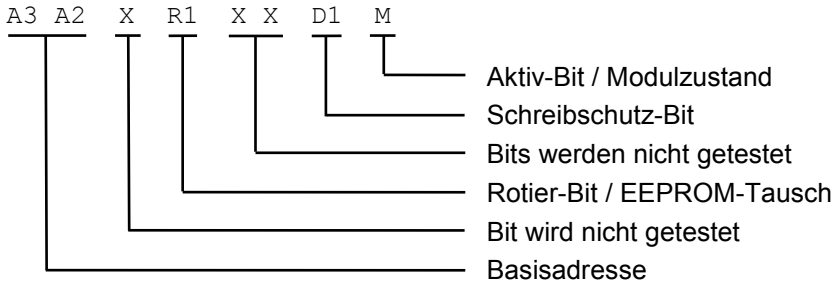 A3 A2 X R1 X X D1 M
Aktiv-Bit / Modulzustand
Schreibschutz-Bit
Bits werden nicht getestet
Rotier-Bit / EEPROM-Tausch
Bit wird nicht getestet
Basisadresse